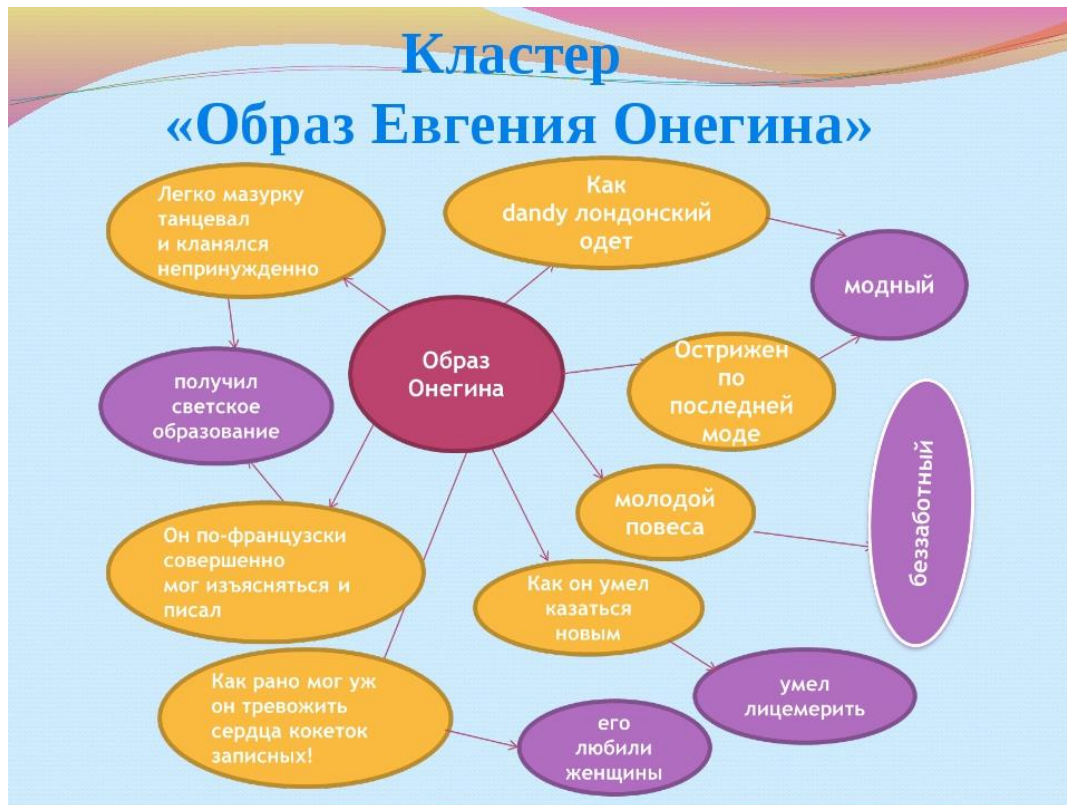 Кластер
«Образ Евгения Онегина»
Легко мазурку
танцевал
и кланялся
непринужденно
Как
dandy лондонский
одет
модный
Образ
Онегина
Острижен
по
последней
моде
получил
светское
образование
беззаботный
молодой
повеса
Он по-французски
совершенно
мог изъясняться и
писал
Как он умел
казаться
новым
Как рано мог уж
он тревожить
сердца кокеток
записных!
умел
лицемерить
его
любили
женщины